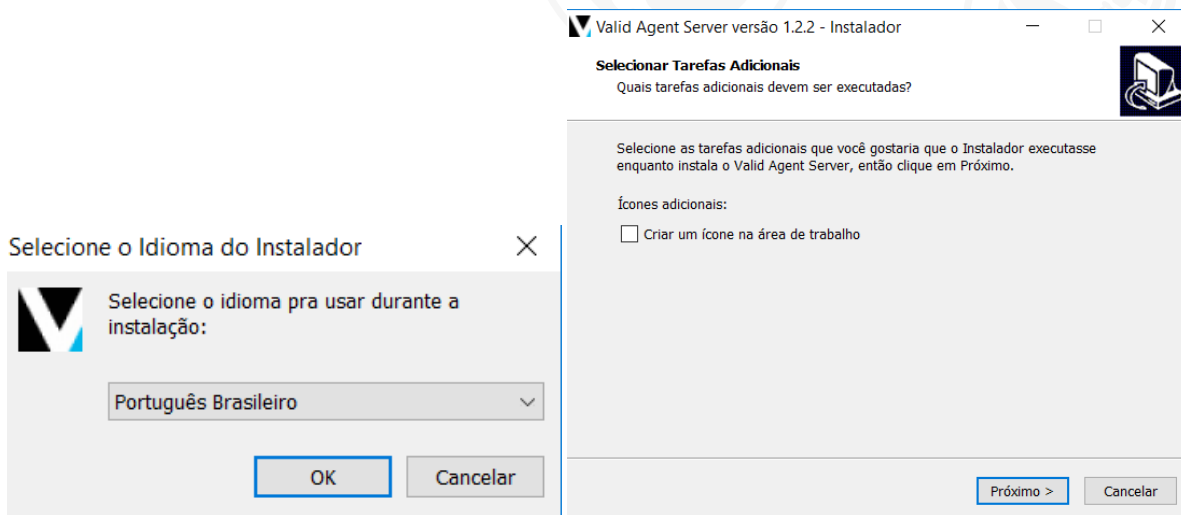 Selecione o Idioma do Instalador
Selecione o idioma pra usar durante a
instalação:
Português Brasileiro
OK
Cancelar
Valid Agent Server versão 1.2.2 - Instalador
Selecionar Tarefas Adicionais
Quais tarefas adicionais devem ser executadas?
Selecione as tarefas adicionais que você gostaria que o Instalador executasse
enquanto instala o Valid Agent Server, então clique em Próximo.
Ícones adicionais:
Criar um ícone na área de trabalho
Próximo >
Cancelar